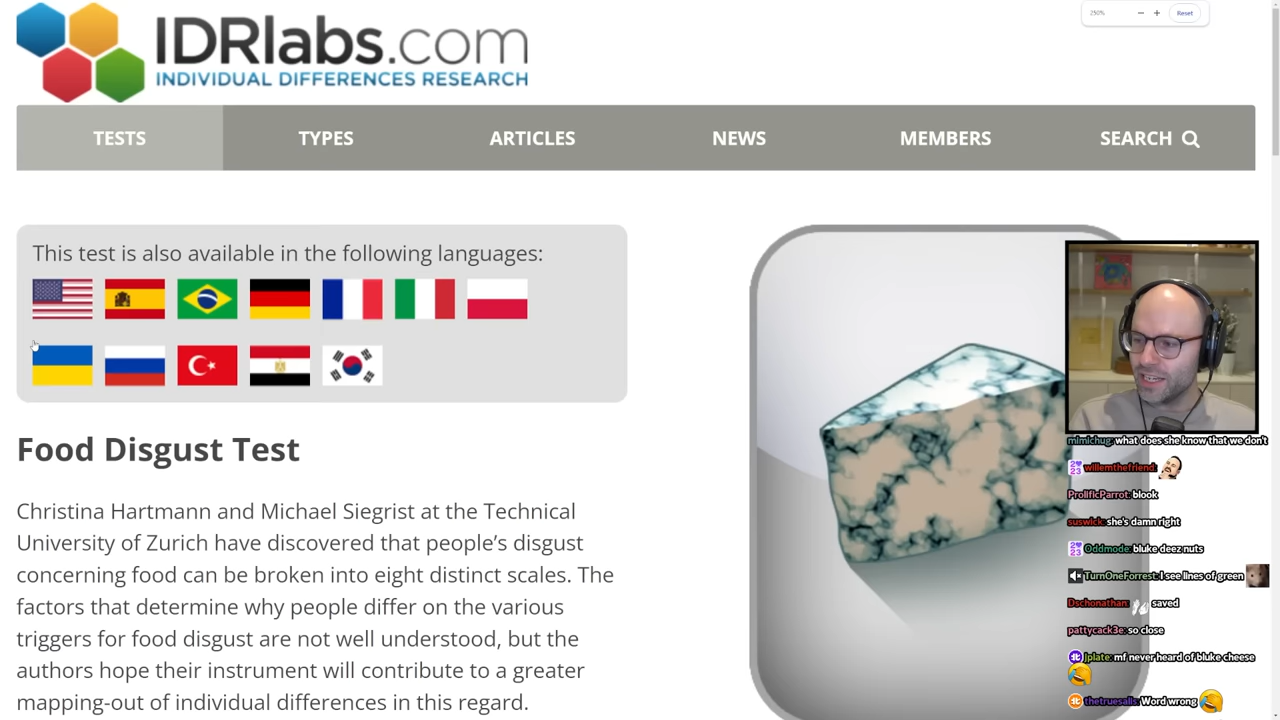 IDRlabs.com
INDIVIDUAL DIFFERENCES RESEARCH
250%
Reset
TESTS
TYPES
ARTICLES
NEWS
MEMBERS
SEARCH
This test is also available in the following languages:
Food Disgust Test
Christina Hartmann and Michael Siegrist at the Technical
University of Zurich have discovered that people’s disgust
concerning food can be broken into eight distinct scales. The
factors that determine why people differ on the various
triggers for food disgust are not well understood, but the
authors hope their instrument will contribute to a greater
mapping-out of individual differences in this regard.
mimichug: what does she know that we don't
willemthefriend:
ProlificParrot: blook
suswick: she's damn right
Oddmode: bluke deez nuts
TurnOneForrest: I see lines of green
Dschonathan: saved
pattycack3e: so close
jplate: mf never heard of bluke cheese
thetruesalis: Word wrong